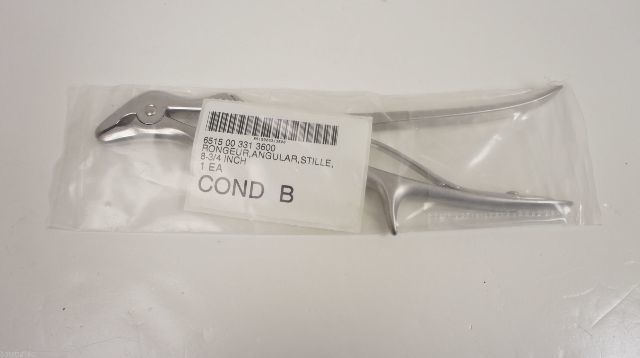 6515 00 331 3600
RONGEUR,ANGULAR,STILLE,
8-3/4 INCH
1 EA
COND B